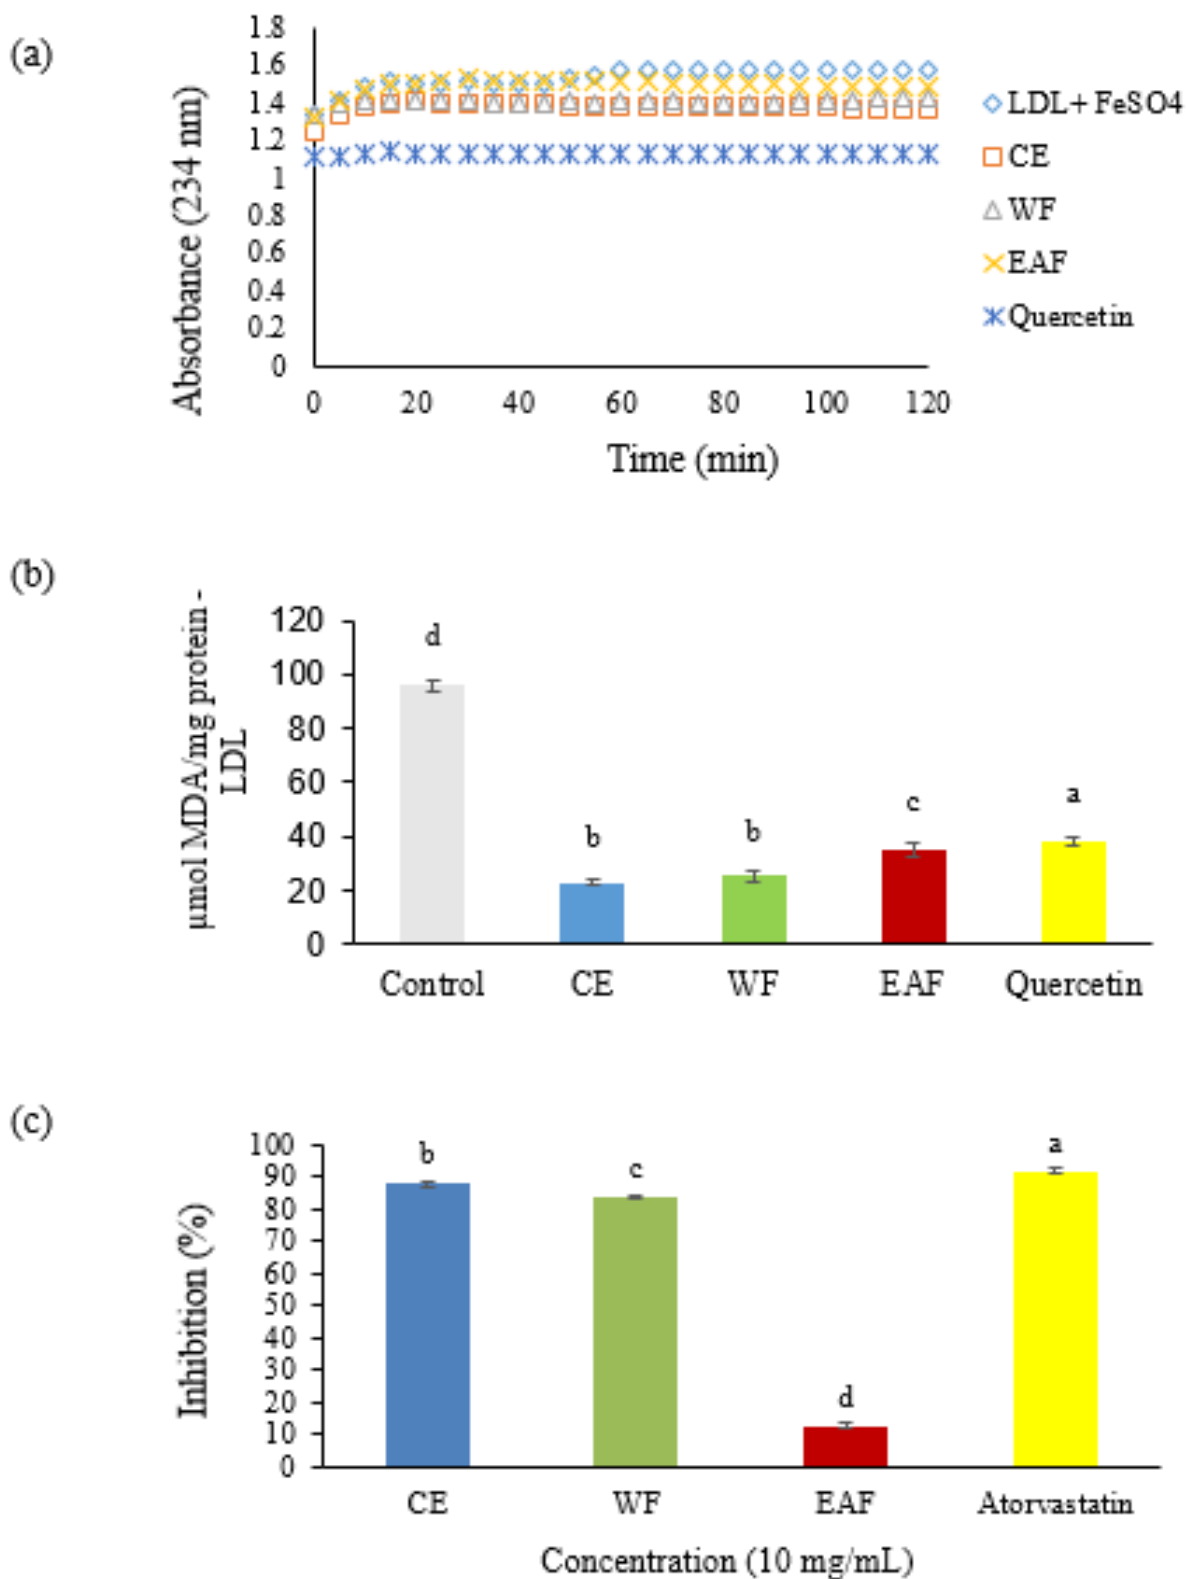 (a)
1.8
1.6
1.4
1.2
1
0.8
0.6
0.4
0.2
0
Absorbance (234 nm)
0 20 40 60 80 100 120
Time (min)
LDL+ FeSO4
CE
WF
EAF
Quercetin
(b)
µmol MDA/mg protein -
LDL
120
100
80
60
40
20
0
d
b
b
c
a
Control CE WF EAF Quercetin
(c)
Inhibition (%)
100
90
80
70
60
50
40
30
20
10
0
b
c
d
a
CE WF EAF Atorvastatin
Concentration (10 mg/mL)